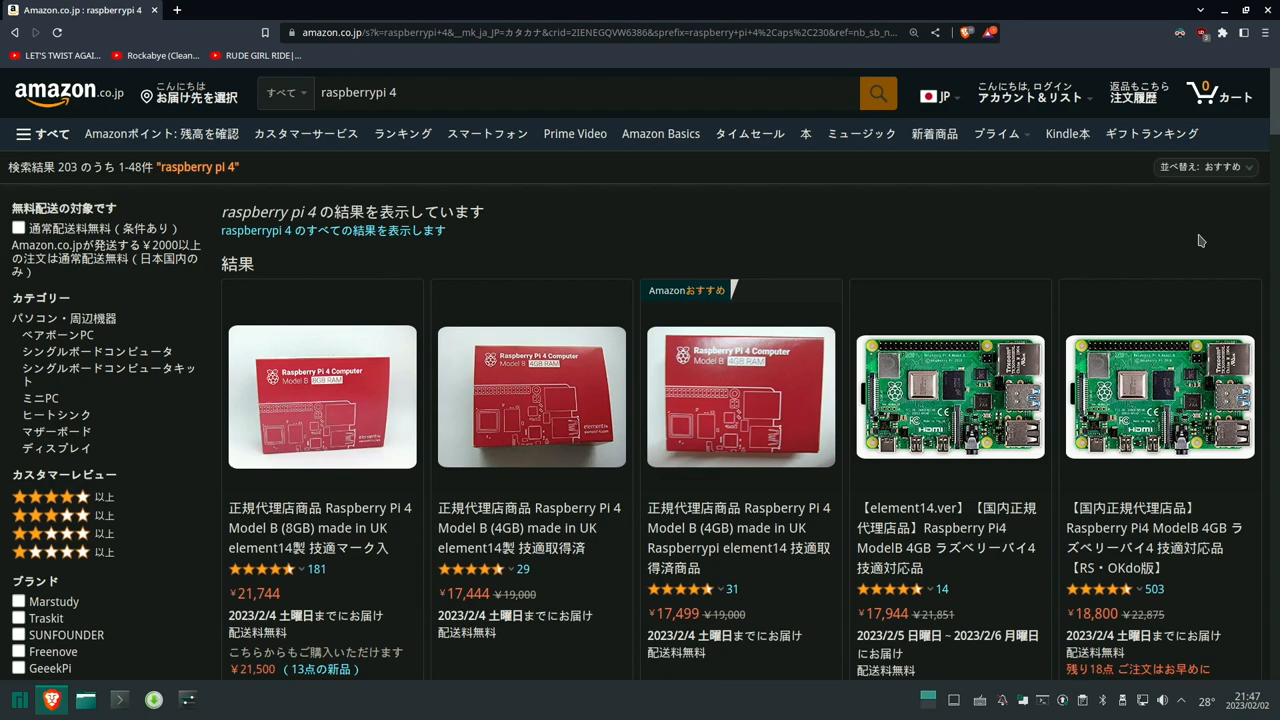 Amazon.co.jp : raspberrypi 4
amazon.co.jp/s?k=raspberrypi+4&__mk_ja_JP=カタカナ&crid=2IENEGQVW6386&sprefix=raspberry+pi+4%2Caps%2C230&ref=nb_sb_n...
LET'S TWIST AGAI...
Rockabye (Clean...
RUDE GIRL RIDE|...
amazon.co.jp
こんにちは
お届け先を選択
すべて
raspberrypi 4
JP
こんにちは, ログイン
アカウント＆リスト
返品もこちら
注文履歴
0
カート
すべて
Amazonポイント: 残高を確認
カスタマーサービス
ランキング
スマートフォン
Prime Video
Amazon Basics
タイムセール
本
ミュージック
新着商品
プライム
Kindle本
ギフトランキング
検索結果 203 のうち 1-48件 "raspberry pi 4"
並べ替え: おすすめ
無料配送の対象です
通常配送料無料（条件あり）
Amazon.co.jpが発送する￥2000以上
の注文は通常配送無料（日本国内の
み）
カテゴリー
パソコン・周辺機器
ベアボーンPC
シングルボードコンピュータ
シングルボードコンピュータキッ
ト
ミニPC
ヒートシンク
マザーボード
ディスプレイ
カスタマーレビュー
以上
以上
以上
以上
ブランド
Marstudy
Traskit
SUNFOUNDER
Freenove
GeeekPi
raspberry pi 4 の結果を表示しています
raspberrypi 4 のすべての結果を表示します
結果
Raspberry Pi 4 Computer
Model B 8GB RAM
正規代理店商品 Raspberry Pi 4
Model B (8GB) made in UK
element14製 技適マーク入
181
￥21,744
2023/2/4 土曜日までにお届け
配送料無料
こちらからもご購入いただけます
￥21,500（13点の新品）
Raspberry Pi 4 Computer
Model B 4GB RAM
正規代理店商品 Raspberry Pi 4
Model B (4GB) made in UK
element14製 技適取得済
29
￥17,444 ￥19,000
2023/2/4 土曜日までにお届け
配送料無料
Amazonおすすめ
Raspberry Pi 4 Computer
Model B 4GB RAM
正規代理店商品 Raspberry Pi 4
Model B (4GB) made in UK
Raspberrypi element14 技適取
得済商品
31
￥17,499 ￥19,000
2023/2/4 土曜日までにお届け
配送料無料
HDMI
【element14.ver】【国内正規
代理店品】Raspberry Pi4
ModelB 4GB ラズベリーパイ4
技適対応品
14
￥17,944 ￥21,851
2023/2/5 日曜日 ~ 2023/2/6 月曜日
にお届け
配送料無料
HDMI
【国内正規代理店品】
Raspberry Pi4 ModelB 4GB ラ
ズベリーパイ4 技適対応品
【RS・OKdo版】
503
￥18,800 ￥22,875
2023/2/4 土曜日までにお届け
配送料無料
残り18点 ご注文はお早めに
28°
21:47
2023/02/02